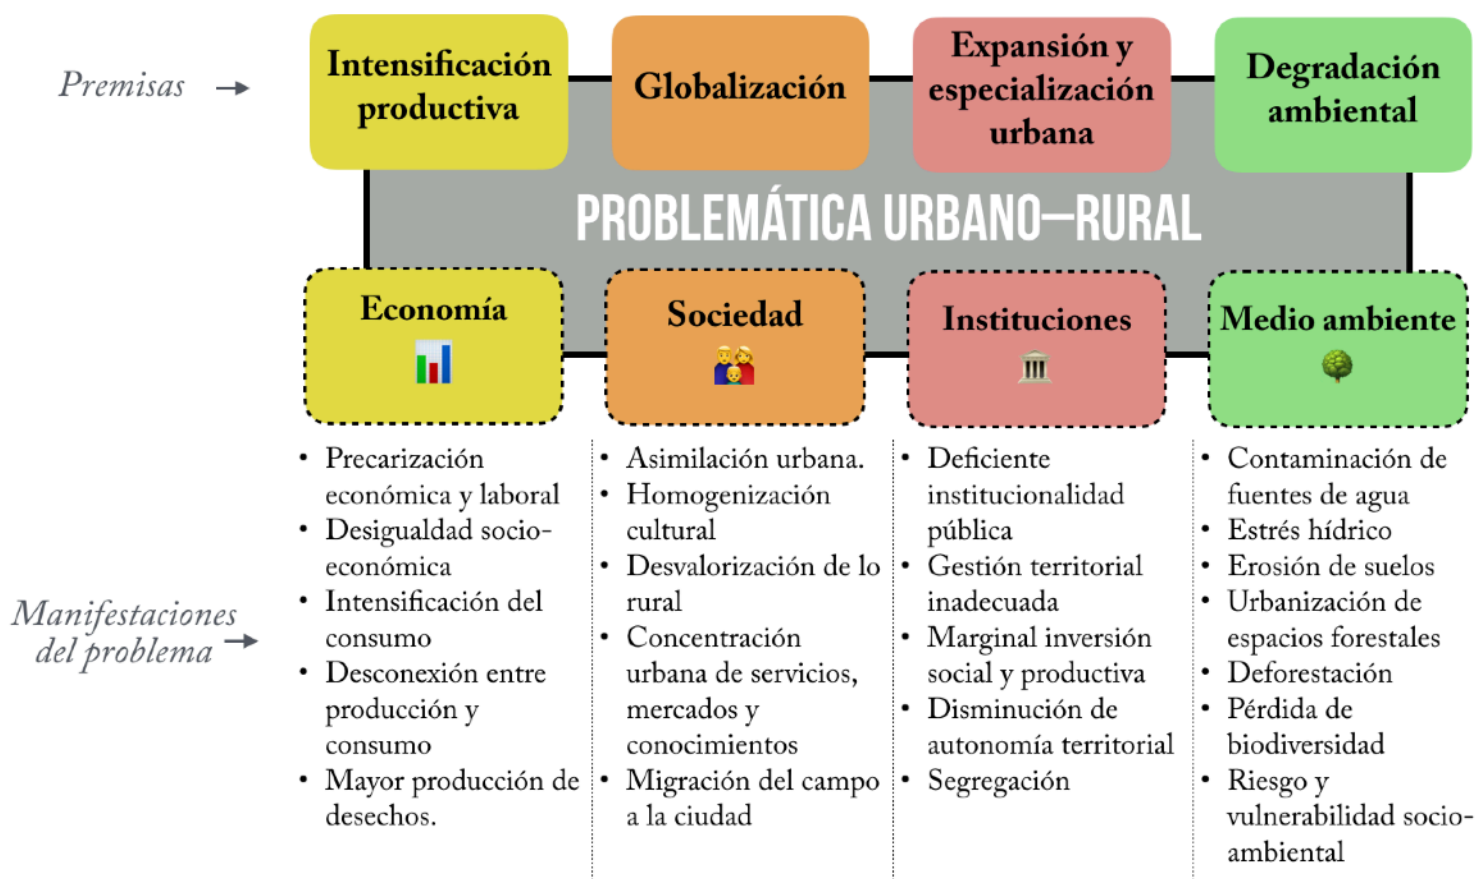 Premisas
Intensificación
productiva
Globalización
Expansión y
especialización
urbana
Degradación
ambiental
PROBLEMÁTICA URBANO–RURAL
Economía
Sociedad
Instituciones
Medio ambiente
Manifestaciones
del problema
• Precarización
económica y laboral
• Desigualdad socio-
económica
• Intensificación del
consumo
• Desconexión entre
producción y
consumo
• Mayor producción de
desechos.
• Asimilación urbana.
• Homogenización
cultural
• Desvalorización de lo
rural
• Concentración
urbana de servicios,
mercados y
conocimientos
• Migración del campo
a la ciudad
• Deficiente
institucionalidad
pública
• Gestión territorial
inadecuada
• Marginal inversión
social y productiva
• Disminución de
autonomía territorial
• Segregación
• Contaminación de
fuentes de agua
• Estrés hídrico
• Erosión de suelos
• Urbanización de
espacios forestales
• Deforestación
• Pérdida de
biodiversidad
• Riesgo y
vulnerabilidad socio-
ambiental